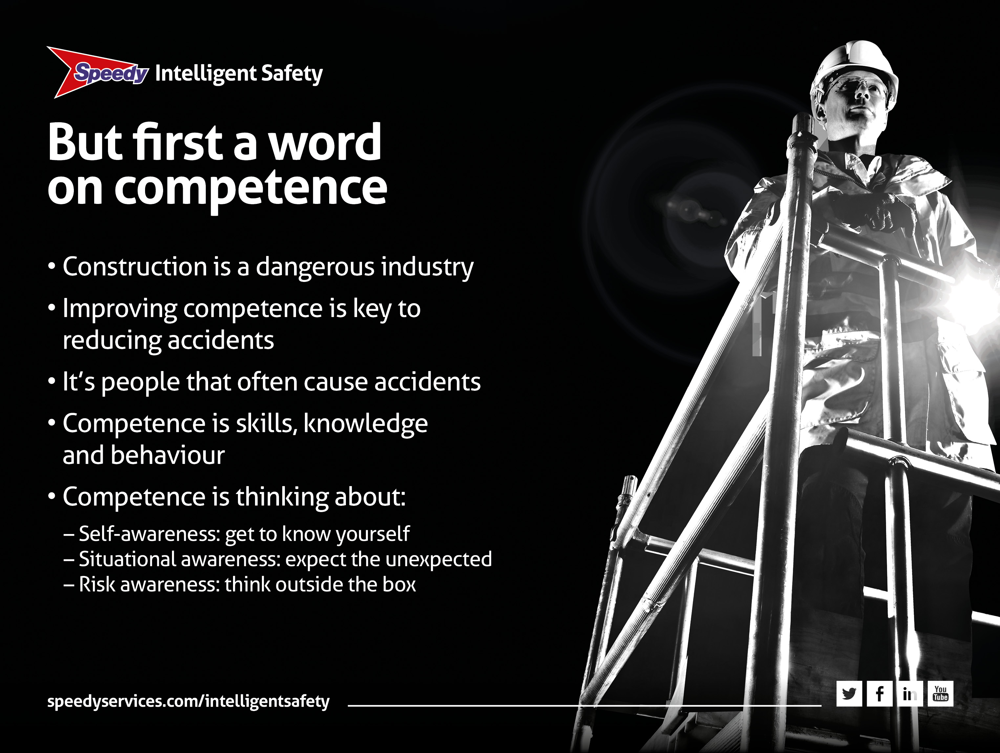 Speedy Intelligent Safety
But first a word
on competence
• Construction is a dangerous industry
• Improving competence is key to
reducing accidents
• It‘s people that often cause accidents
• Competence is skills, knowledge
and behaviour
• Competence is thinking about:
– Self-awareness: get to know yourself
– Situational awareness: expect the unexpected
– Risk awareness: think outside the box
speedyservices.com/intelligentsafety
f in You
Tube